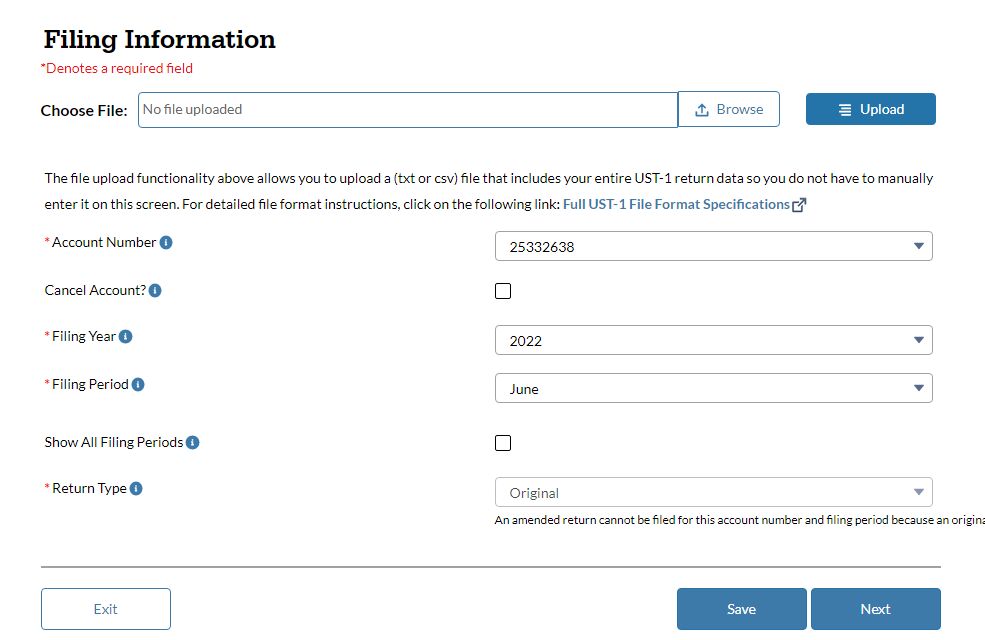 Filing Information
*Denotes a required field
Choose File: No file uploaded Browse Upload
The file upload functionality above allows you to upload a (txt or csv) file that includes your entire UST-1 return data so you do not have to manually
enter it on this screen. For detailed file format instructions, click on the following link: Full UST-1 File Format Specifications
*Account Number 25332638
Cancel Account?
*Filing Year 2022
*Filing Period June
Show All Filing Periods
*Return Type Original
An amended return cannot be filed for this account number and filing period because an
Exit Save Next